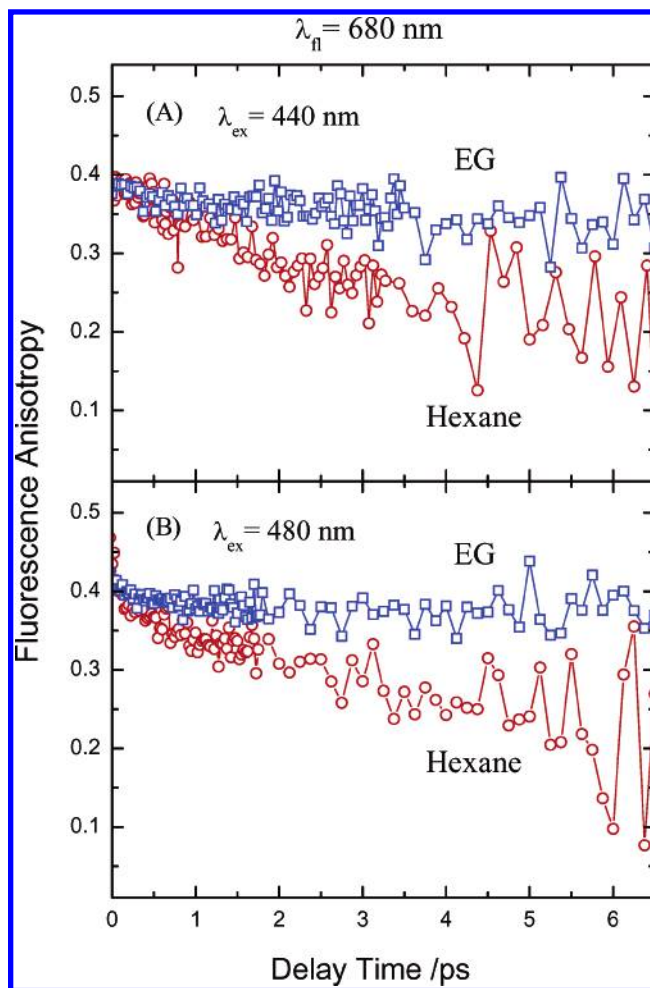 λfl = 680 nm
0.5
(A) λex = 440 nm
EG
0.4
0.3
0.2
Hexane
0.1
Fluorescence Anisotropy
0.5
(B) λex = 480 nm
EG
0.4
0.3
Hexane
0.2
0.1
0 1 2 3 4 5 6
Delay Time /ps